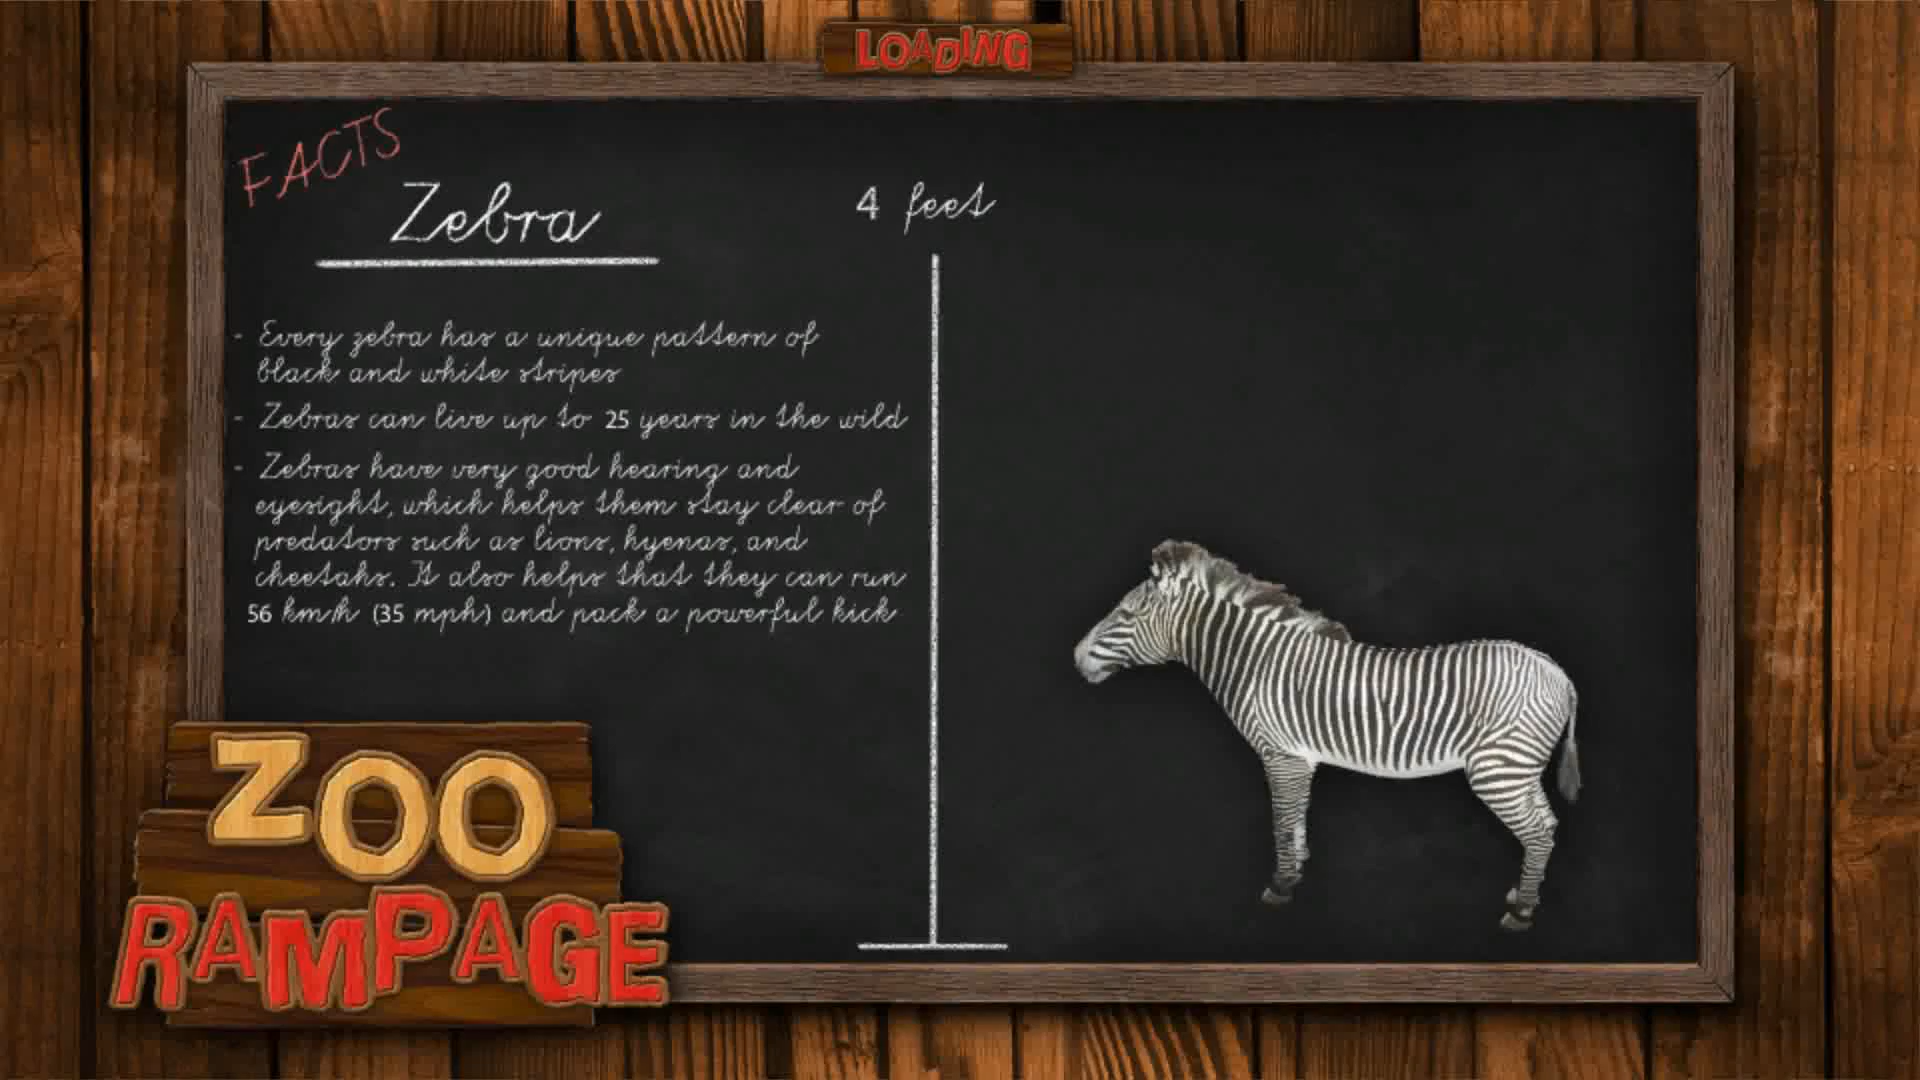 LOADING
FACTS
Zebra
4 feet
- Every zebra has a unique pattern of
black and white stripes
- Zebras can live up to 25 years in the wild
- Zebras have very good hearing and
eyesight, which helps them stay clear of
predators such as lions, hyenas, and
cheetahs. It also helps that they can run
56 km/h (35 mph) and pack a powerful kick
ZOO
RAMPAGE